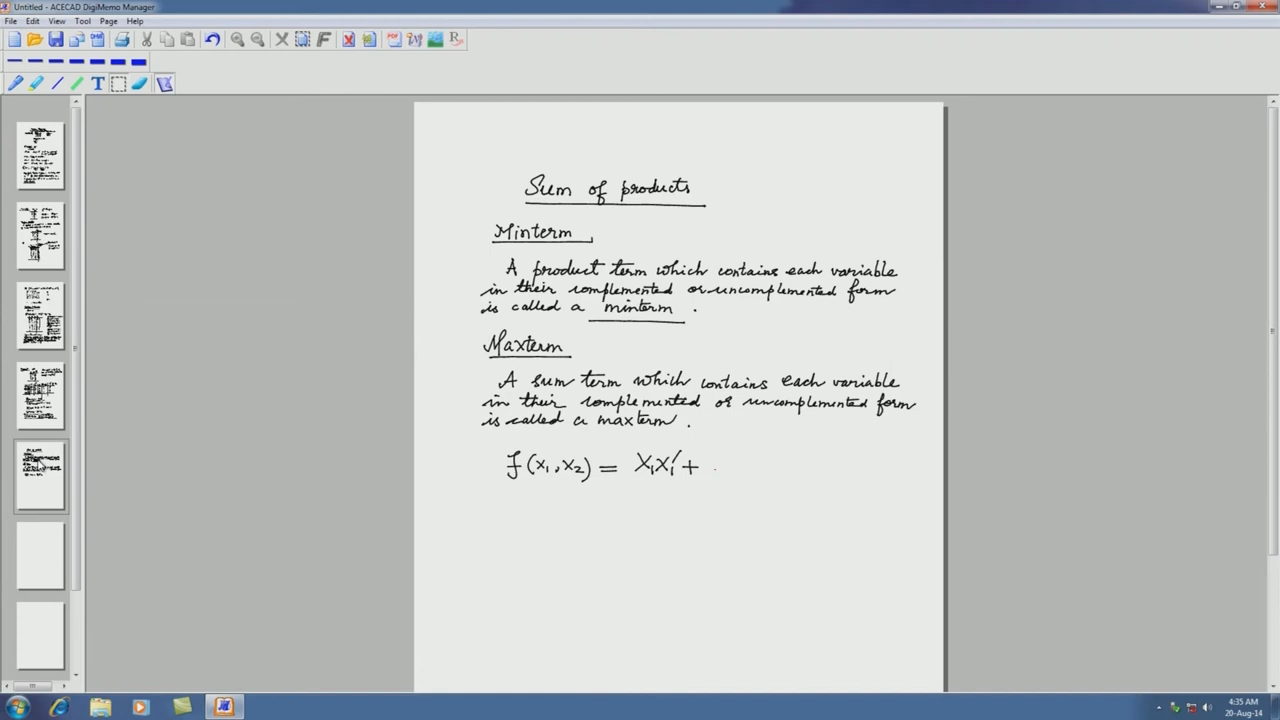 Untitled - ACECAD DigiMemo Manager
File Edit View Tool Page Help
Sum of products
Minterm
A product term which contains each variable
in their complemented or uncomplemented form
is called a minterm .
Maxterm
A sum term which contains each variable
in their complemented or uncomplemented form
is called a maxterm .
f(x₁,x₂) = x₁x₁′ +
4:35 AM
20-Aug-14